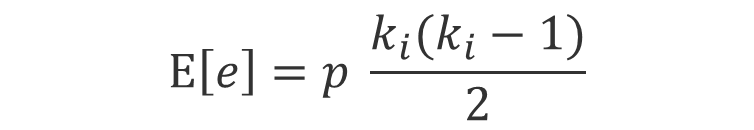 E[e] = p k_i(k_i − 1) / 2